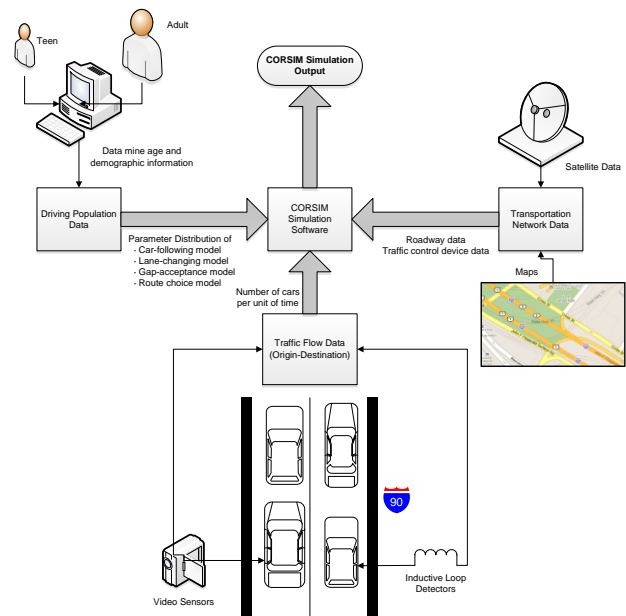 Teen
Adult
CORSIM Simulation
Output
Data mine age and
demographic information
Satellite Data
Driving Population
Data
CORSIM
Simulation
Software
Transportation
Network Data
Parameter Distribution of
- Car-following model
- Lane-changing model
- Gap-acceptance model
- Route choice model
Roadway data
Traffic control device data
Maps
Number of cars
per unit of time
Traffic Flow Data
(Origin-Destination)
90
Video Sensors
Inductive Loop
Detectors